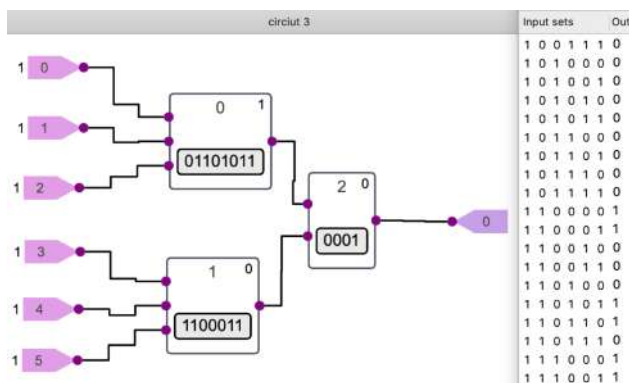 circiut 3
Input sets Out
1 0
0 1
01101011
1 1
1 2
2 0
0001
0
1 3
1 0
1100011
1 4
1 5
1 0 0 1 1 1 0
1 0 1 0 0 0 0
1 0 1 0 0 1 0
1 0 1 0 1 0 0
1 0 1 0 1 1 0
1 0 1 1 0 0 0
1 0 1 1 0 1 0
1 0 1 1 1 0 0
1 0 1 1 1 1 0
1 1 0 0 0 0 1
1 1 0 0 0 1 1
1 1 0 0 1 0 0
1 1 0 0 1 1 0
1 1 0 1 0 0 0
1 1 0 1 0 1 1
1 1 0 1 1 0 1
1 1 0 1 1 1 0
1 1 1 0 0 0 1
1 1 1 0 0 1 1